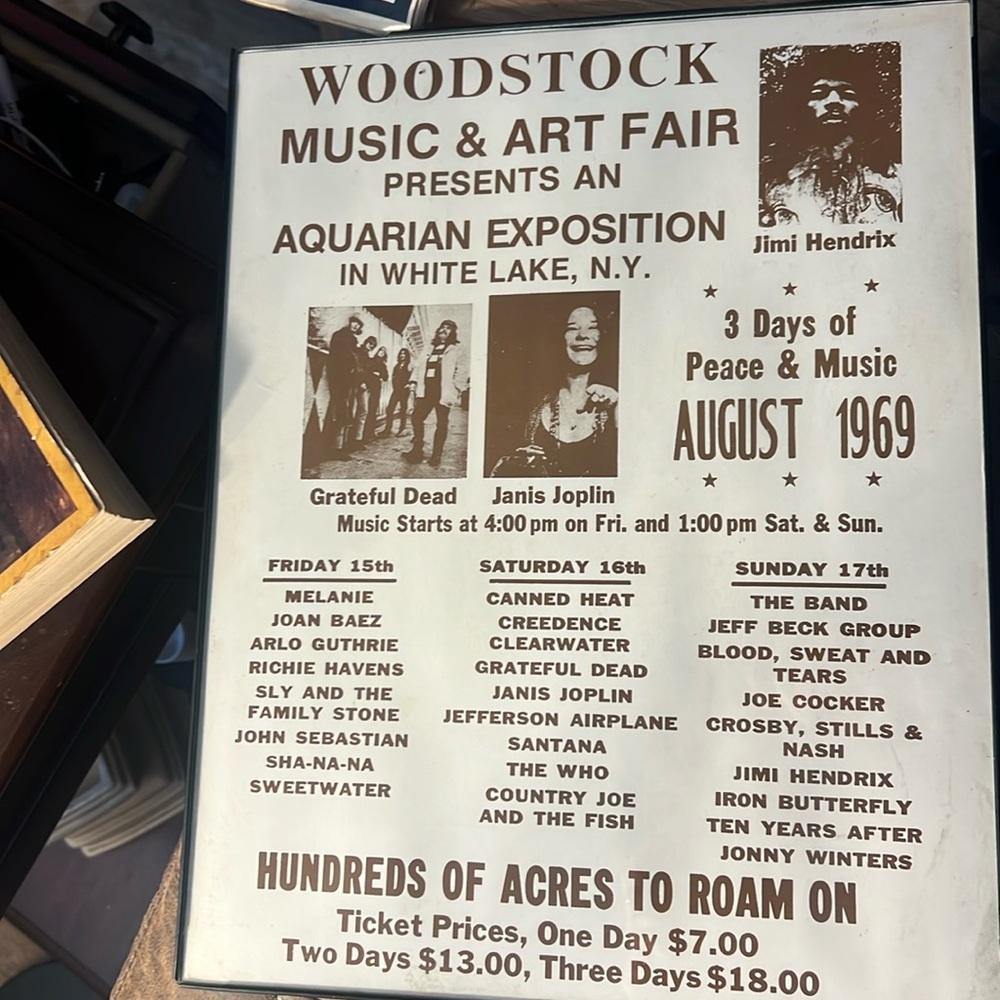 WOODSTOCK
MUSIC & ART FAIR
PRESENTS AN
AQUARIAN EXPOSITION
IN WHITE LAKE, N.Y.
Jimi Hendrix
3 Days of
Peace & Music
AUGUST 1969
Grateful Dead
Janis Joplin
Music Starts at 4:00 pm on Fri. and 1:00 pm Sat. & Sun.
FRIDAY 15th
MELANIE
JOAN BAEZ
ARLO GUTHRIE
RICHIE HAVENS
SLY AND THE
FAMILY STONE
JOHN SEBASTIAN
SHA-NA-NA
SWEETWATER
SATURDAY 16th
CANNED HEAT
CREEDENCE
CLEARWATER
GRATEFUL DEAD
JANIS JOPLIN
JEFFERSON AIRPLANE
SANTANA
THE WHO
COUNTRY JOE
AND THE FISH
SUNDAY 17th
THE BAND
JEFF BECK GROUP
BLOOD, SWEAT AND
TEARS
JOE COCKER
CROSBY, STILLS &
NASH
JIMI HENDRIX
IRON BUTTERFLY
TEN YEARS AFTER
JONNY WINTERS
HUNDREDS OF ACRES TO ROAM ON
Ticket Prices, One Day $7.00
Two Days $13.00, Three Days $18.00